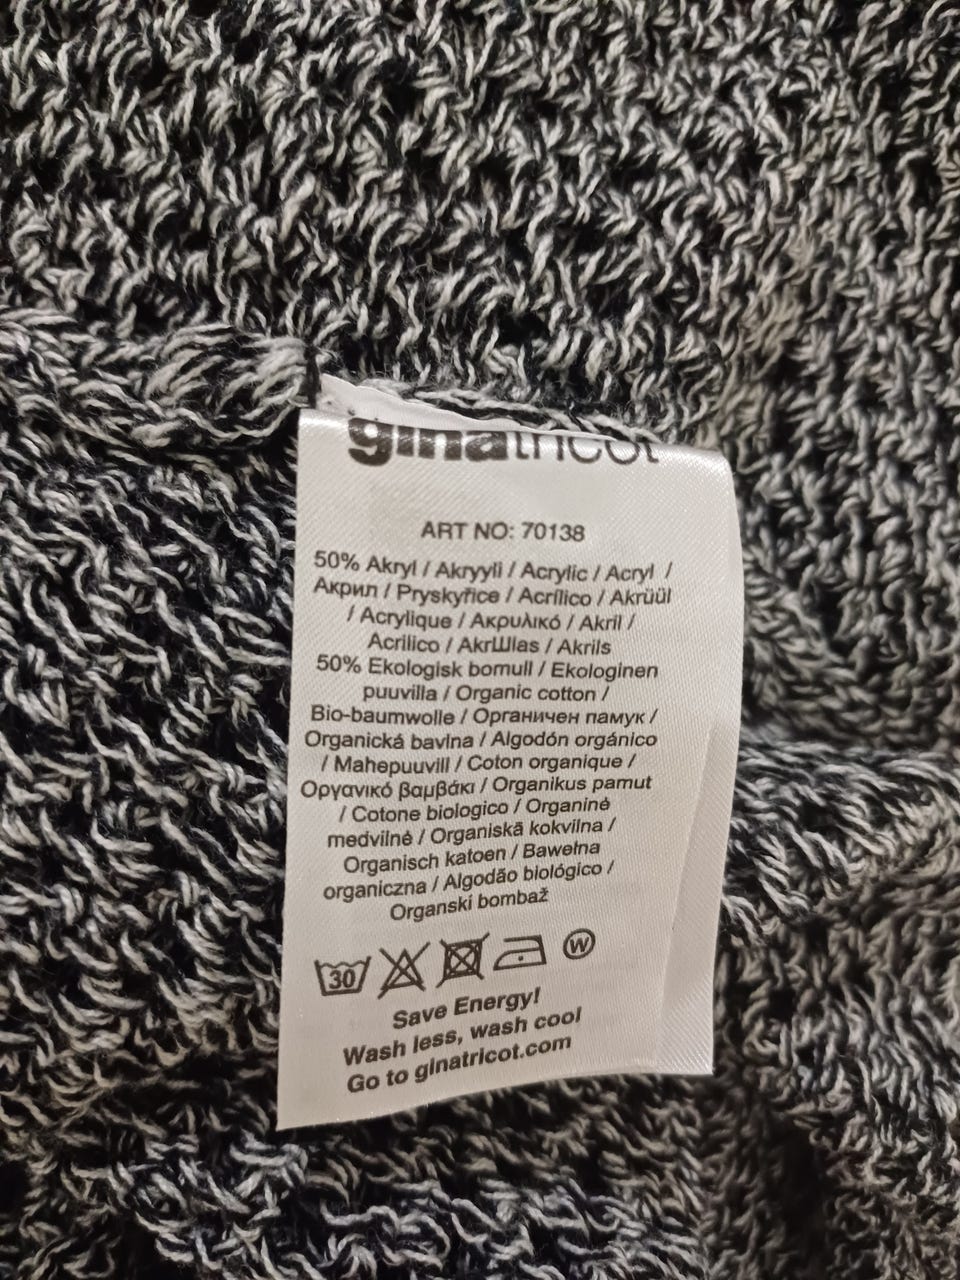 ginatricot
ART NO: 70138
50% Akryl / Akryyli / Acrylic / Acryl /
Акрил / Pryskyřice / Acrílico / Akrüül
/ Acrylique / Ακρυλικό / Akril /
Acrilico / AkrШlas / Akrils
50% Ekologisk bomull / Ekologinen
puuvilla / Organic cotton /
Bio-baumwolle / Органичен памук /
Organická bavlna / Algodón orgánico
/ Mahepuuvill / Coton organique /
Οργανικό βαμβάκι / Organikus pamut
/ Cotone biologico / Organinė
medvilnė / Organiskā kokvilna /
Organisch katoen / Bawełna
organiczna / Algodão biológico /
Organski bombaž
30 W
Save Energy!
Wash less, wash cool
Go to ginatricot.com